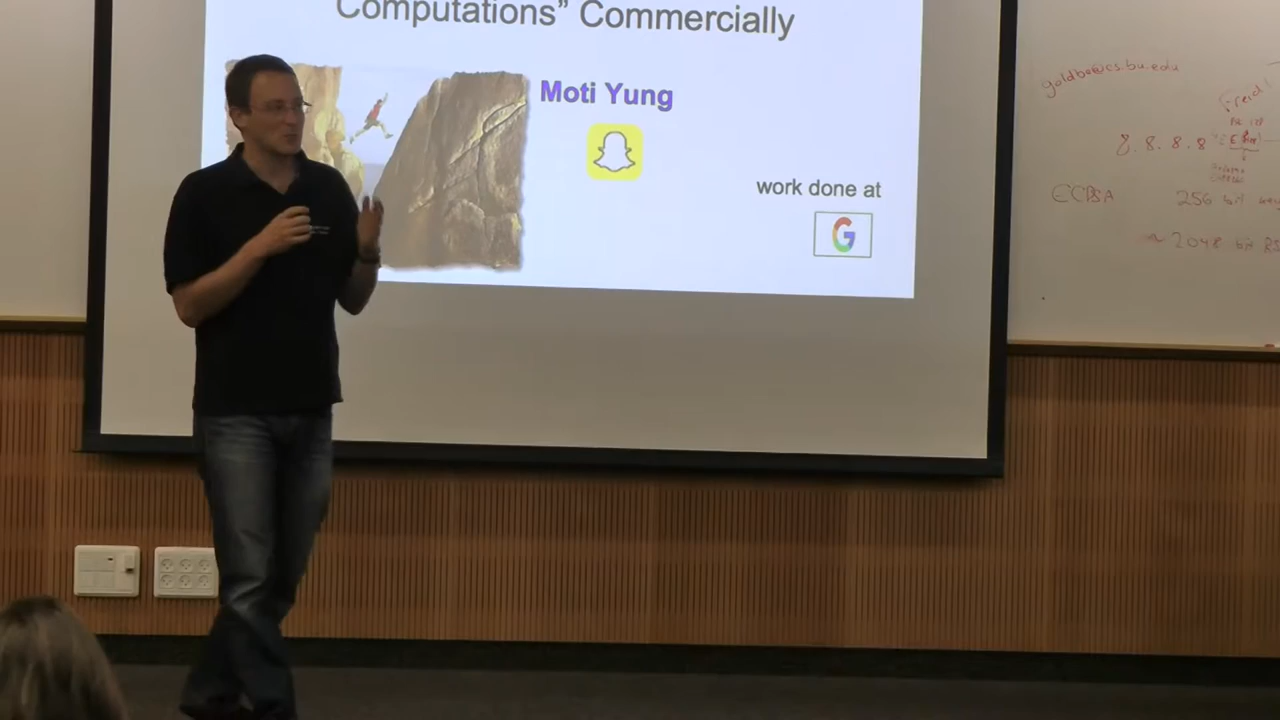 Computations” Commercially
Moti Yung
work done at
G
goldbe@cs.bu.edu
8.8.8.8
ECDSA
256 bit
~ 2048 bit RS